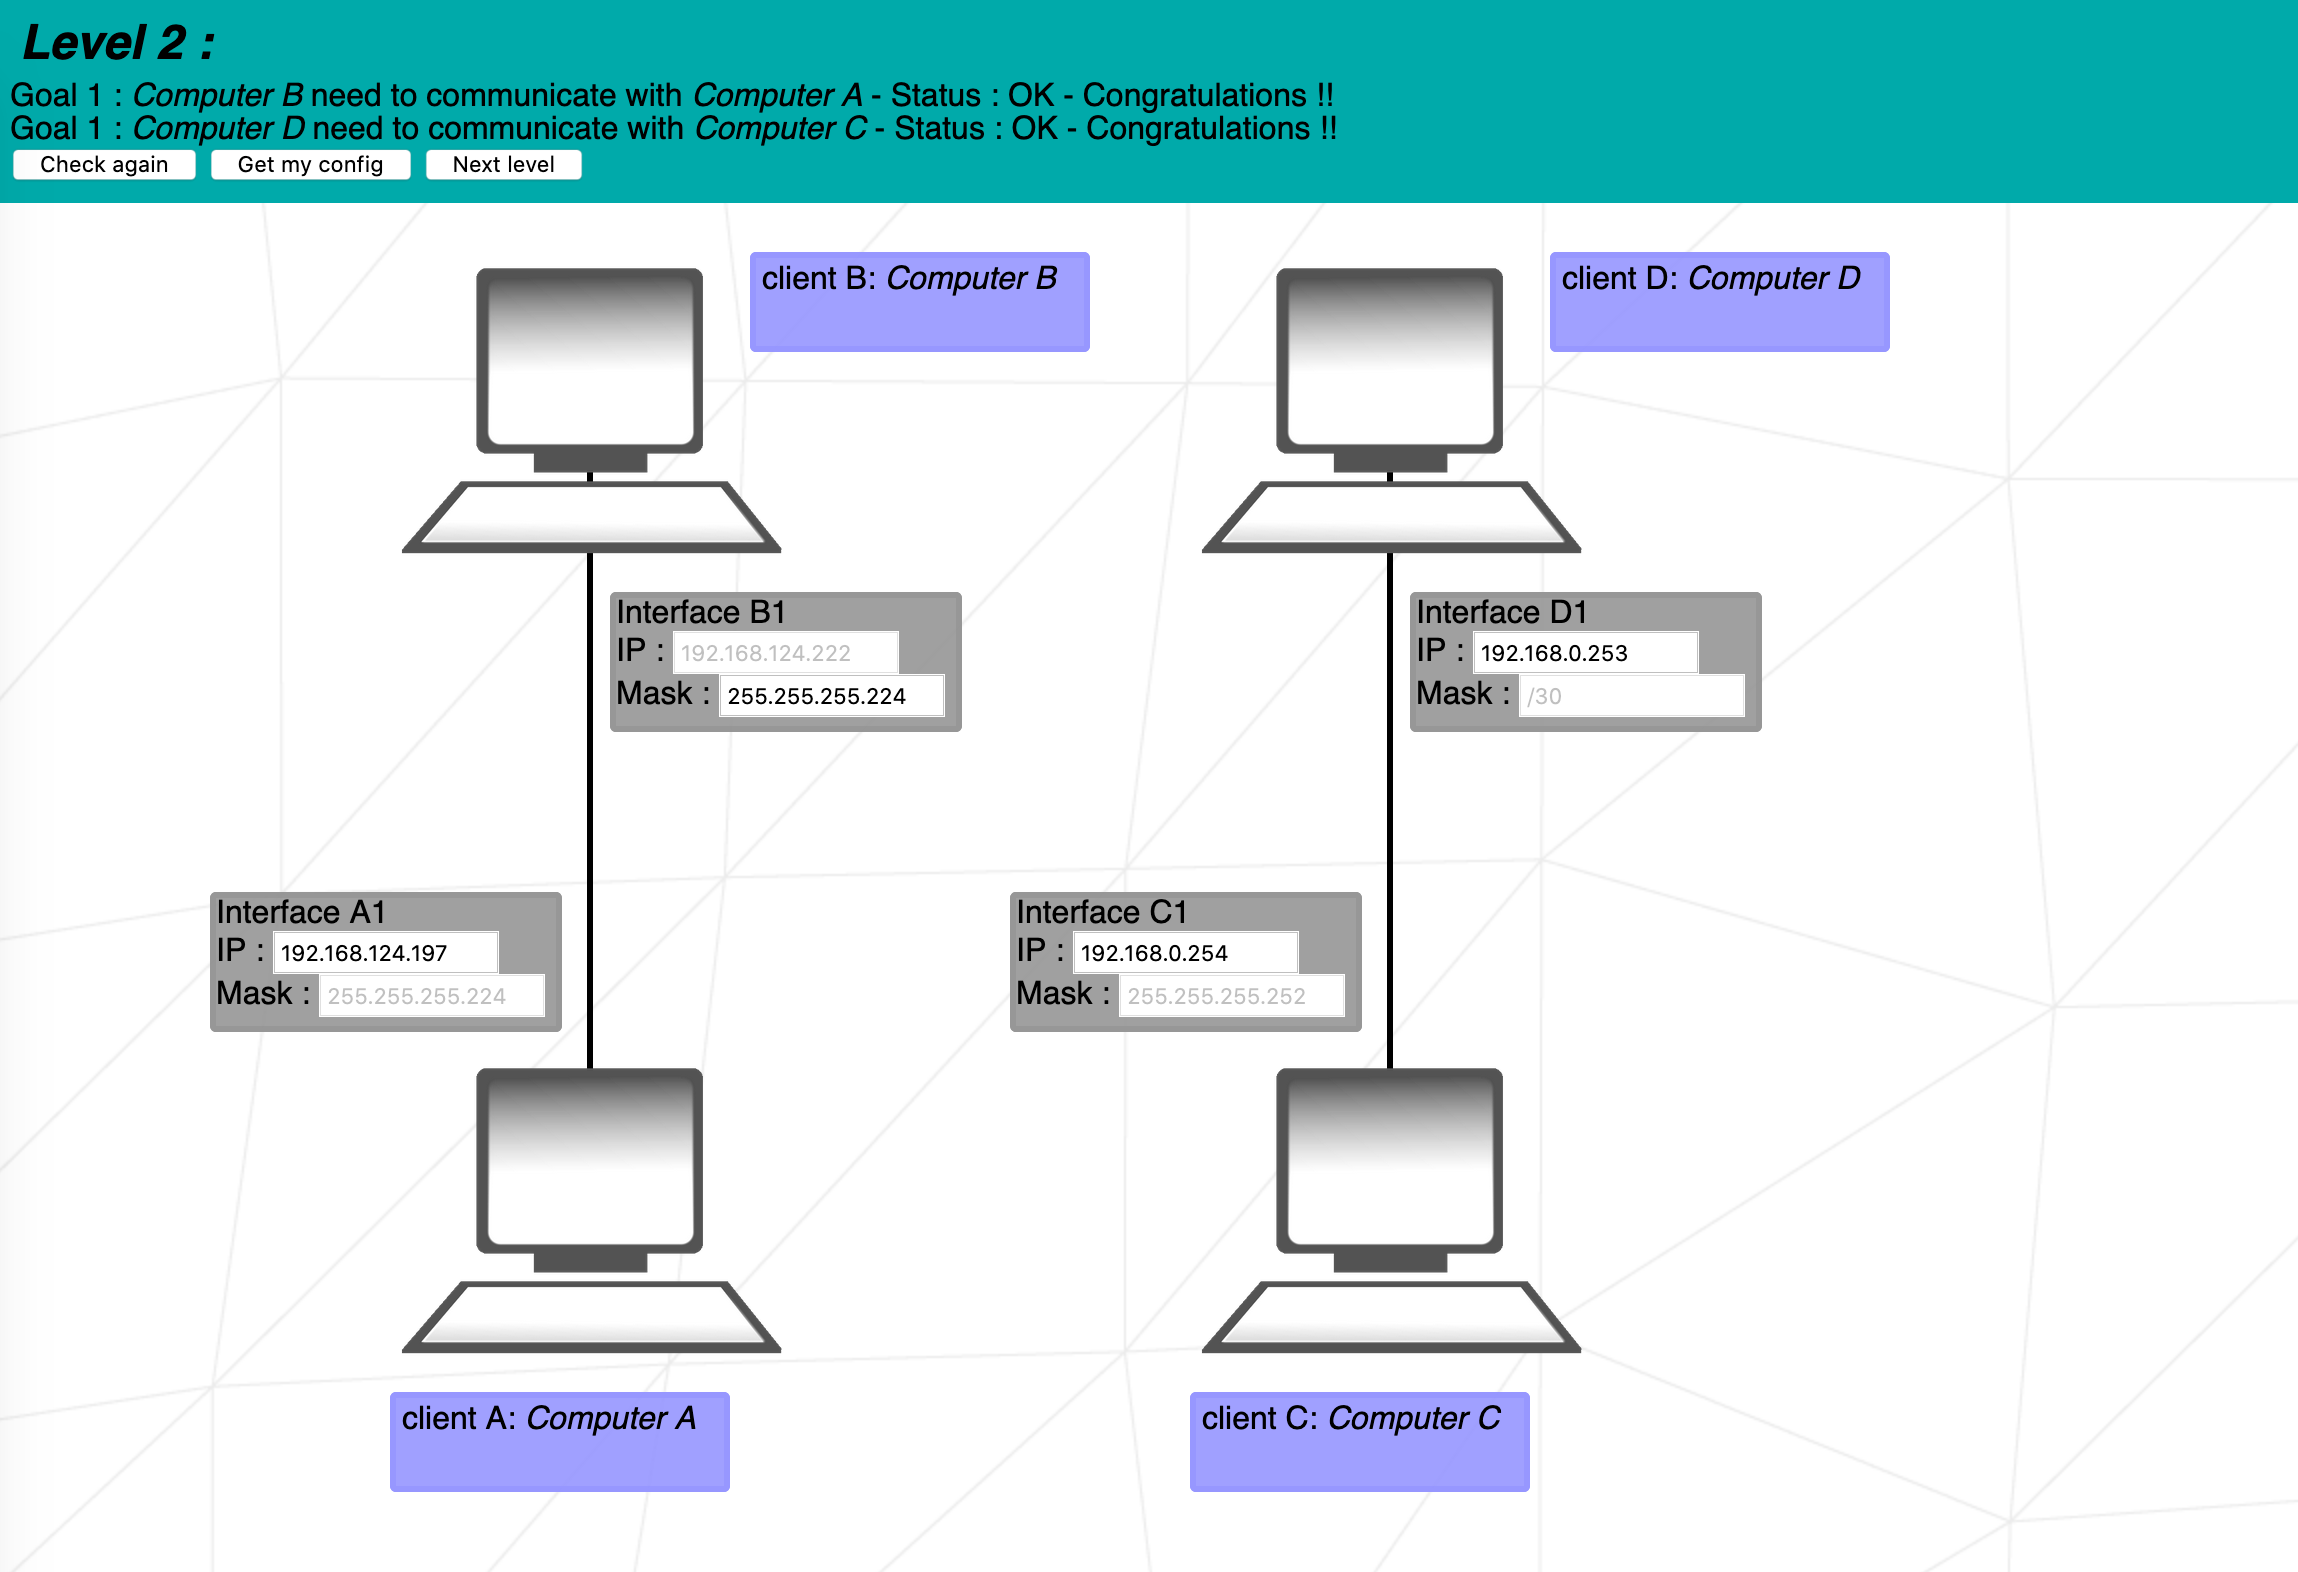 Level 2 :
Goal 1 : Computer B need to communicate with Computer A - Status : OK - Congratulations !!
Goal 1 : Computer D need to communicate with Computer C - Status : OK - Congratulations !!
Check again Get my config Next level
client B: Computer B
client D: Computer D
Interface B1
IP : 192.168.124.222
Mask : 255.255.255.224
Interface D1
IP : 192.168.0.253
Mask : /30
Interface A1
IP : 192.168.124.197
Mask : 255.255.255.224
Interface C1
IP : 192.168.0.254
Mask : 255.255.255.252
client A: Computer A
client C: Computer C